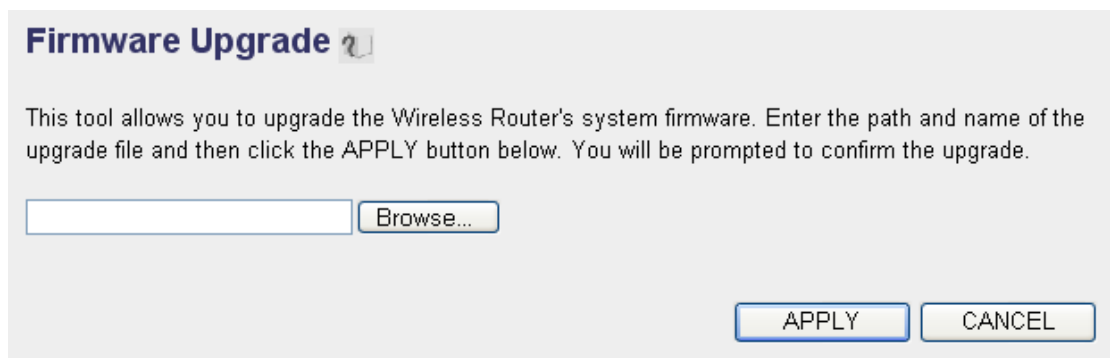 Firmware Upgrade
This tool allows you to upgrade the Wireless Router's system firmware. Enter the path and name of the
upgrade file and then click the APPLY button below. You will be prompted to confirm the upgrade.
Browse...
APPLY CANCEL